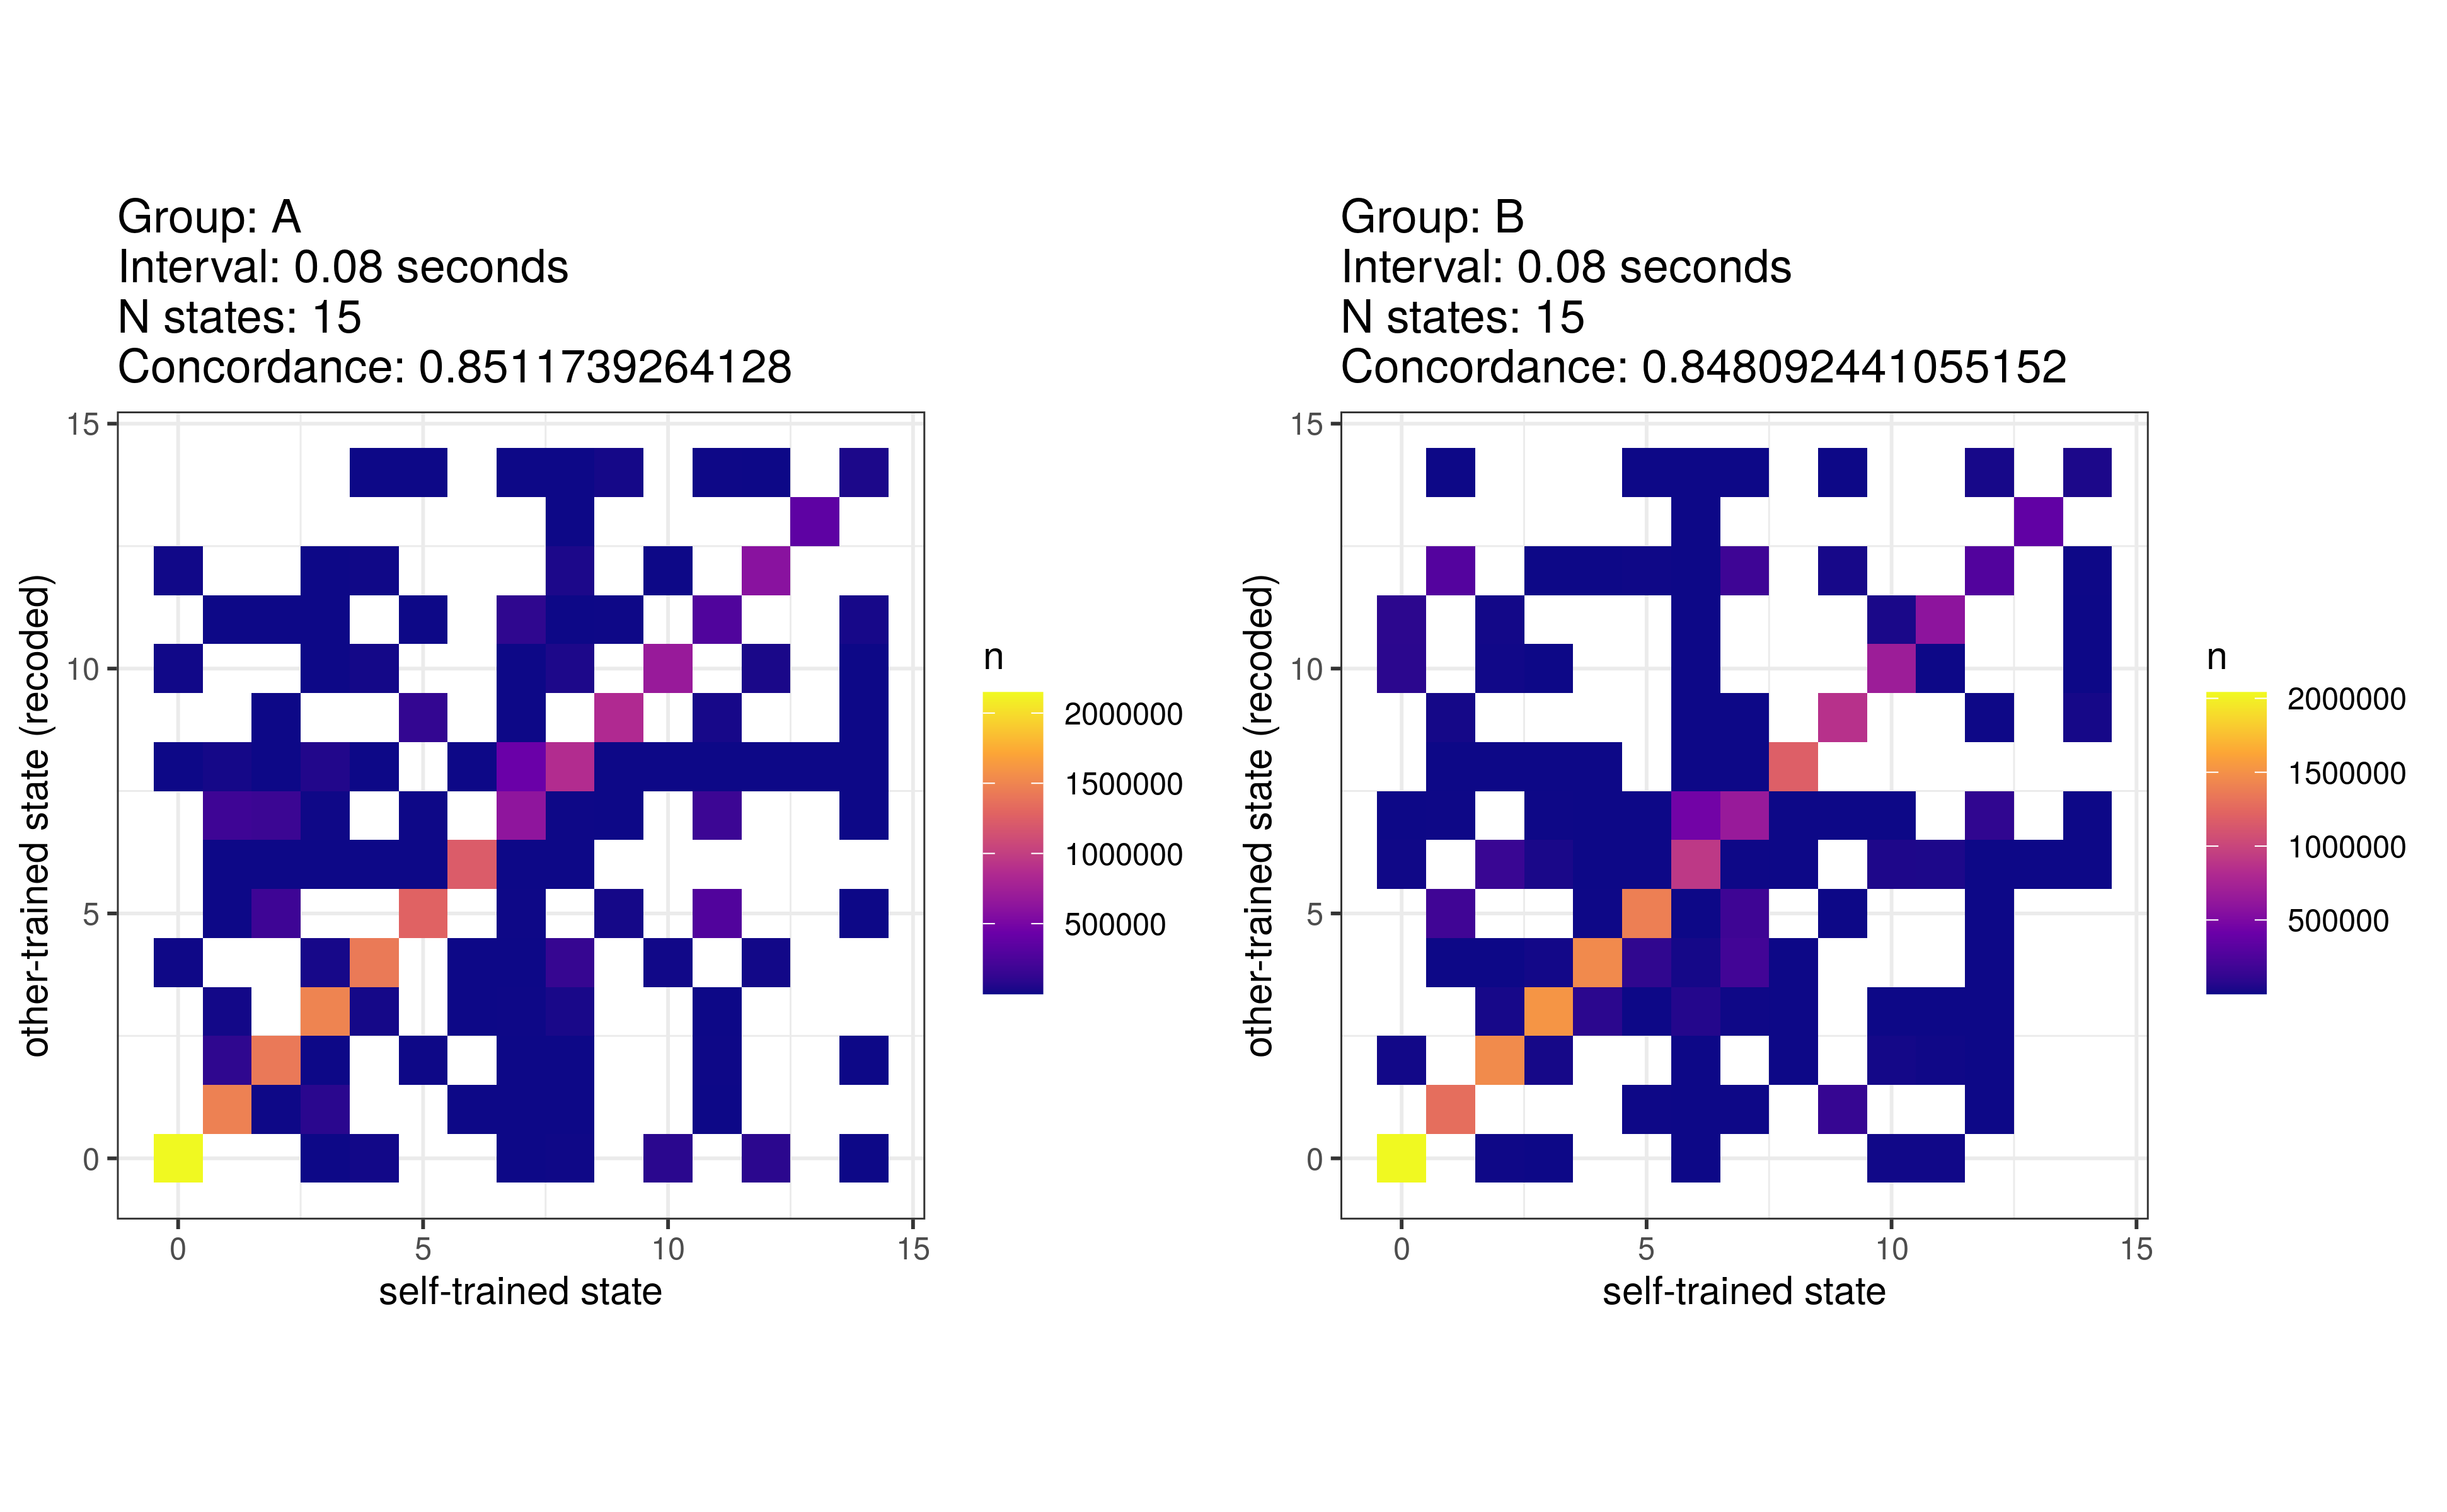 Group: A
Interval: 0.08 seconds
N states: 15
Concordance: 0.8511739264128
15
10
5
0
other-trained state (recoded)
0 5 10 15
self-trained state
n
2000000
1500000
1000000
500000
Group: B
Interval: 0.08 seconds
N states: 15
Concordance: 0.848092441055152
15
10
5
0
other-trained state (recoded)
0 5 10 15
self-trained state
n
2000000
1500000
1000000
500000